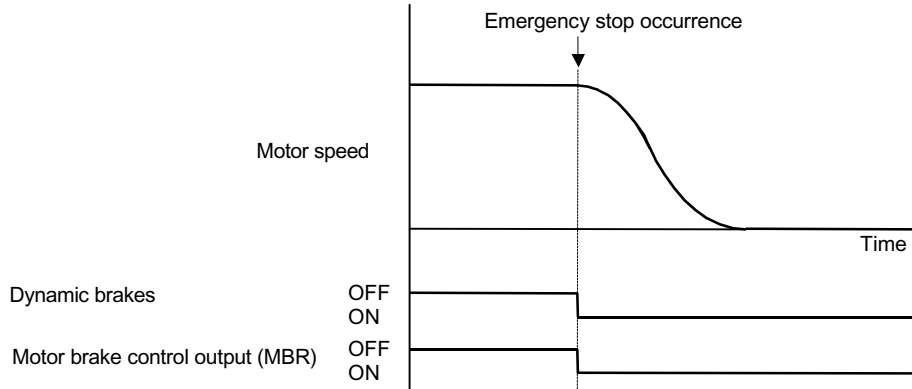 Emergency stop occurrence
Motor speed
Time
Dynamic brakes
OFF
ON
Motor brake control output (MBR)
OFF
ON